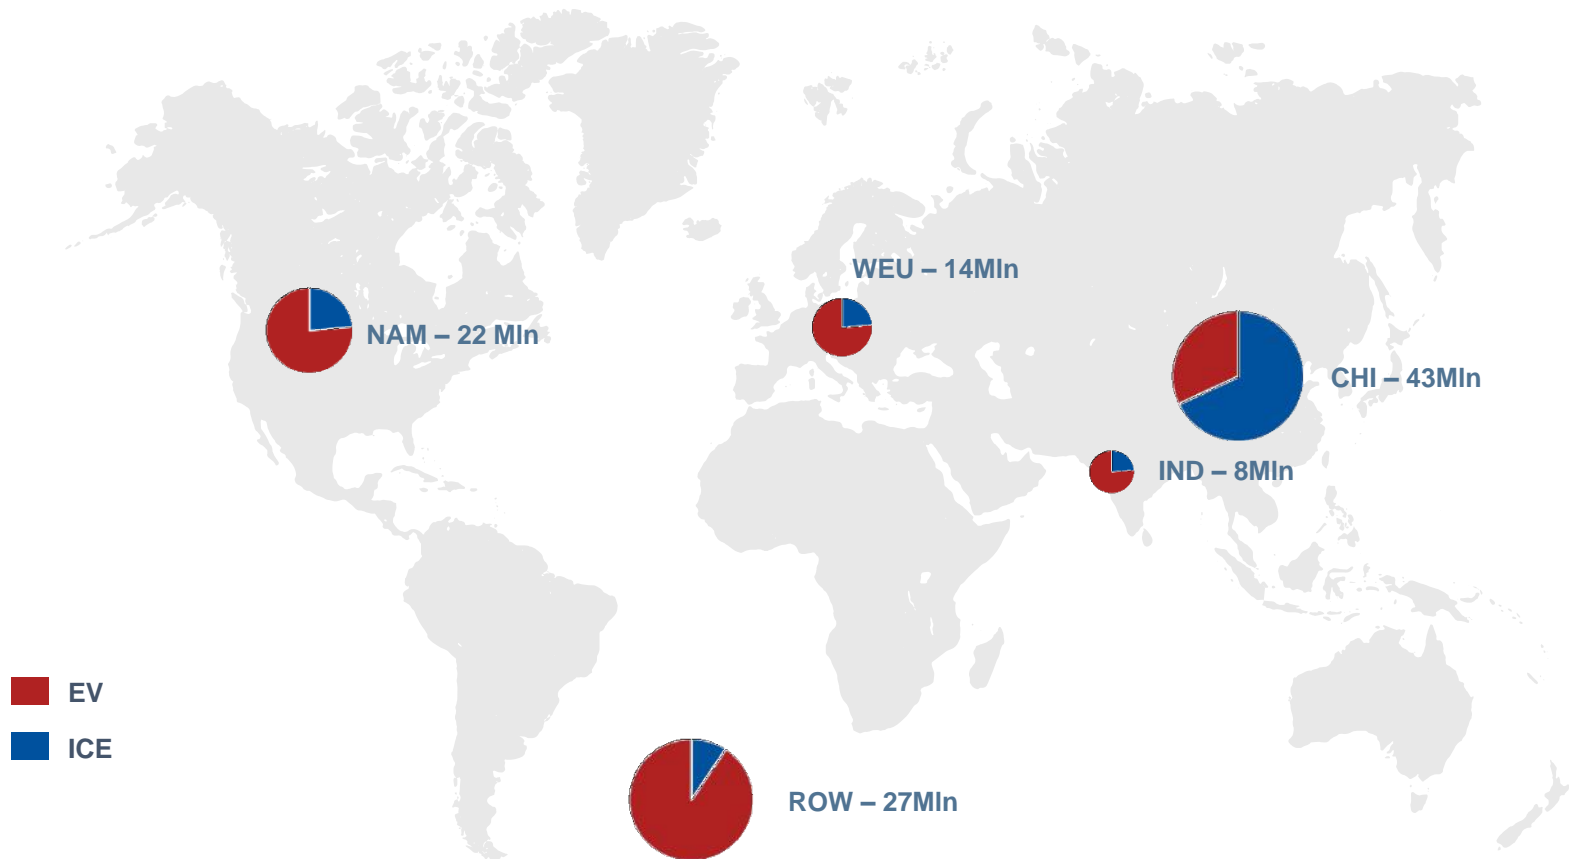 WEU – 14Mln
NAM – 22 Mln
CHI – 43Mln
IND – 8Mln
EV
ICE
ROW – 27Mln